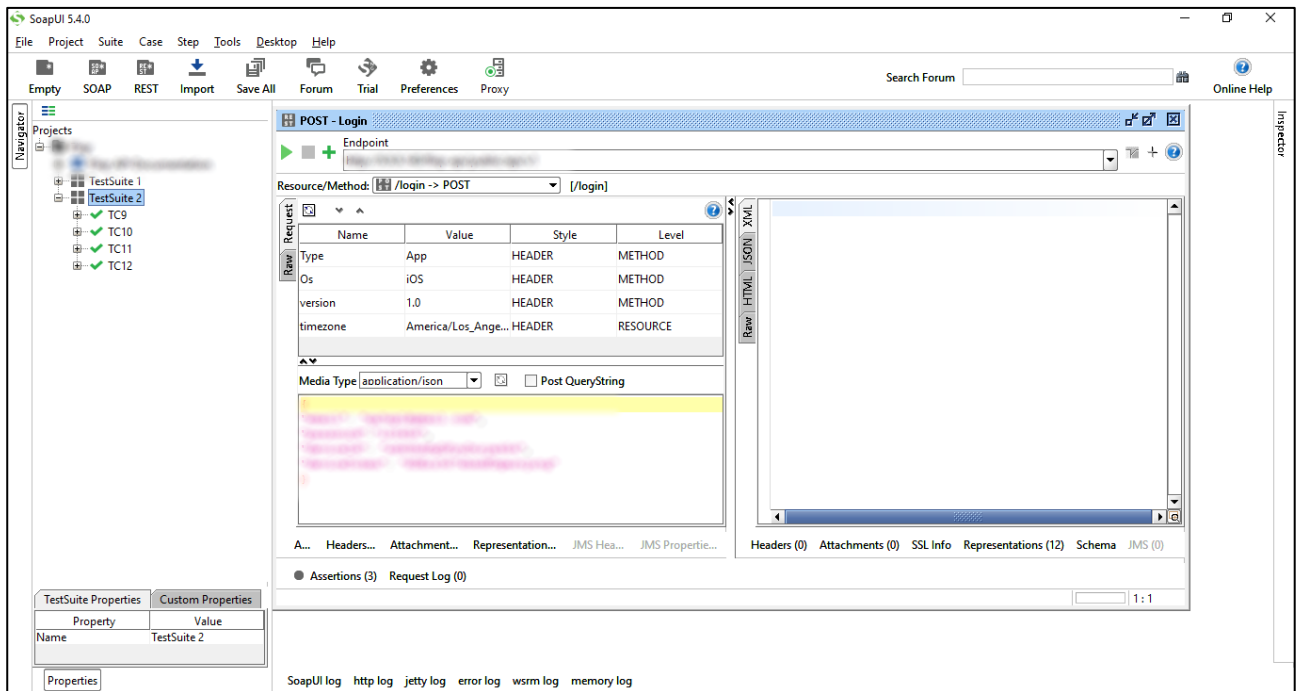 SoapUI 5.4.0
File Project Suite Case Step Tools Desktop Help
Empty SOAP REST Import Save All Forum Trial Preferences Proxy Search Forum Online Help
Navigator
Projects
TestSuite 1
TestSuite 2
TC9
TC10
TC11
TC12
POST - Login
Endpoint
Resource/Method: /login -> POST [/login]
Request
Raw
Name Value Style Level
Type App HEADER METHOD
Os iOS HEADER METHOD
version 1.0 HEADER METHOD
timezone America/Los_Ange... HEADER RESOURCE
Media Type application/json Post QueryString
A... Headers... Attachment... Representation... JMS Hea... JMS Propertie...
XML
JSON
HTML
Raw
Headers (0) Attachments (0) SSL Info Representations (12) Schema JMS (0)
Assertions (3) Request Log (0)
1 : 1
Inspector
TestSuite Properties Custom Properties
Property Value
Name TestSuite 2
Properties
SoapUI log http log jetty log error log wsrm log memory log